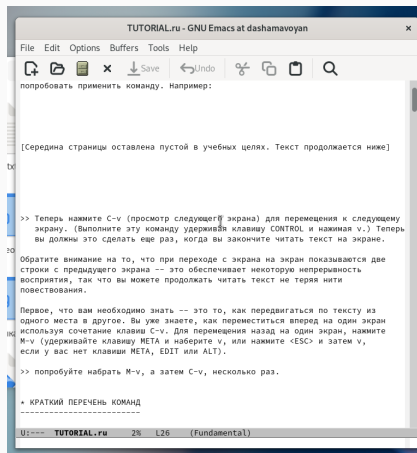 TUTORIAL.ru - GNU Emacs at dashamavoyan
×
File Edit Options Buffers Tools Help
Save Undo
попробовать применить команду. Например:
[Середина страницы оставлена пустой в учебных целях. Текст продолжается ниже]
>> Теперь нажмите C-v (просмотр следующего экрана) для перемещения к следующему
экрану. (Выполните эту команду удерживая клавишу CONTROL и нажимая v.) Теперь
вы должны это сделать еще раз, когда вы закончите читать текст на экране.
Обратите внимание на то, что при переходе с экрана на экран показываются две
строки с предыдущего экрана -- это обеспечивает некоторую непрерывность
восприятия, так что вы можете продолжать читать текст не теряя нити
повествования.
Первое, что вам необходимо знать -- это то, как передвигаться по тексту из
одного места в другое. Вы уже знаете, как переместиться вперед на один экран
используя сочетание клавиш C-v. Для перемещения назад на один экран, нажмите
M-v (удерживайте клавишу META и наберите v, или нажмите <ESC> и затем v,
если у вас нет клавиши META, EDIT или ALT).
>> попробуйте набрать M-v, а затем C-v, несколько раз.
* КРАТКИЙ ПЕРЕЧЕНЬ КОМАНД
-------------------------
U:--- TUTORIAL.ru 2% L26 (Fundamental)